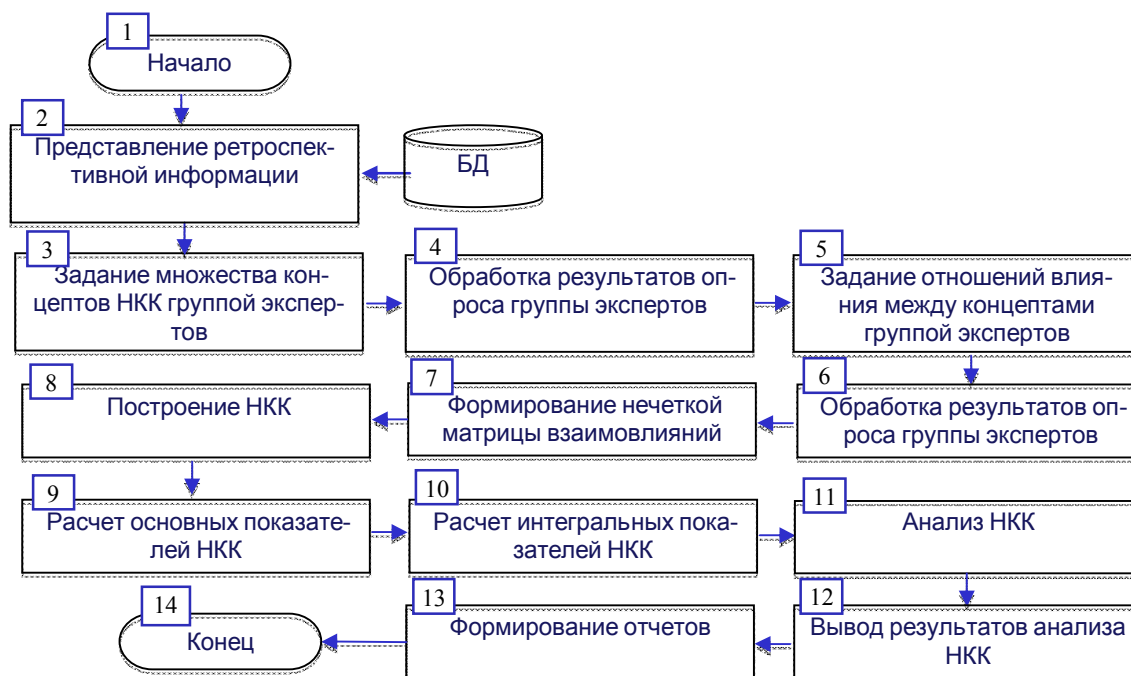 1
Начало
2
Представление ретроспек-
тивной информации
БД
3
Задание множества кон-
цептов НКК группой экспер-
тов
4
Обработка результатов оп-
роса группы экспертов
5
Задание отношений влия-
ния между концептами
группой экспертов
6
Обработка результатов оп-
роса группы экспертов
7
Формирование нечеткой
матрицы взаимовлияний
8
Построение НКК
9
Расчет основных показате-
лей НКК
10
Расчет интегральных пока-
зателей НКК
11
Анализ НКК
12
Вывод результатов анализа
НКК
13
Формирование отчетов
14
Конец